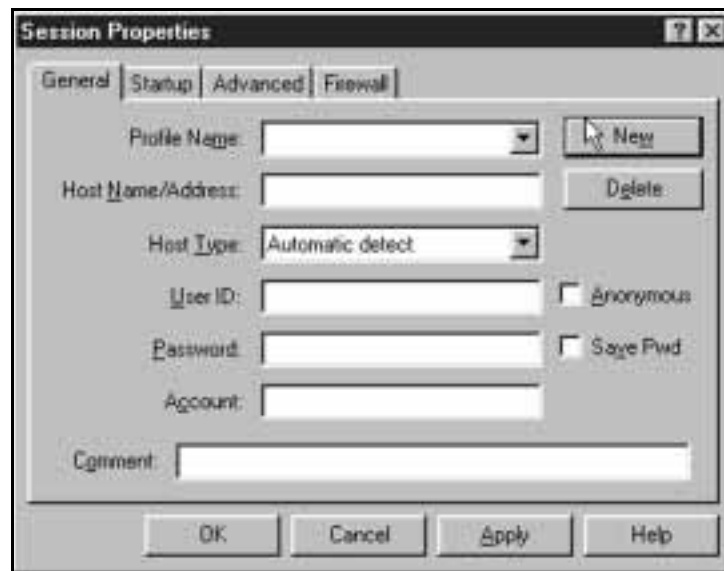 Session Properties
General Startup Advanced Firewall
Profile Name: New
Host Name/Address: Delete
Host Type: Automatic detect
User ID: Anonymous
Password: Save Pwd
Account:
Comment:
OK Cancel Apply Help